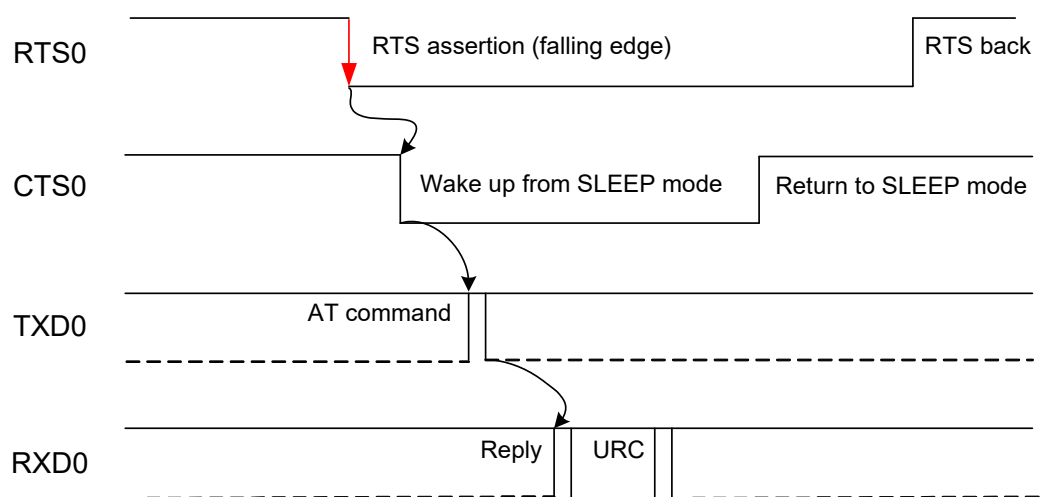 RTS0
RTS assertion (falling edge)
RTS back
CTS0
Wake up from SLEEP mode
Return to SLEEP mode
TXD0
AT command
RXD0
Reply
URC